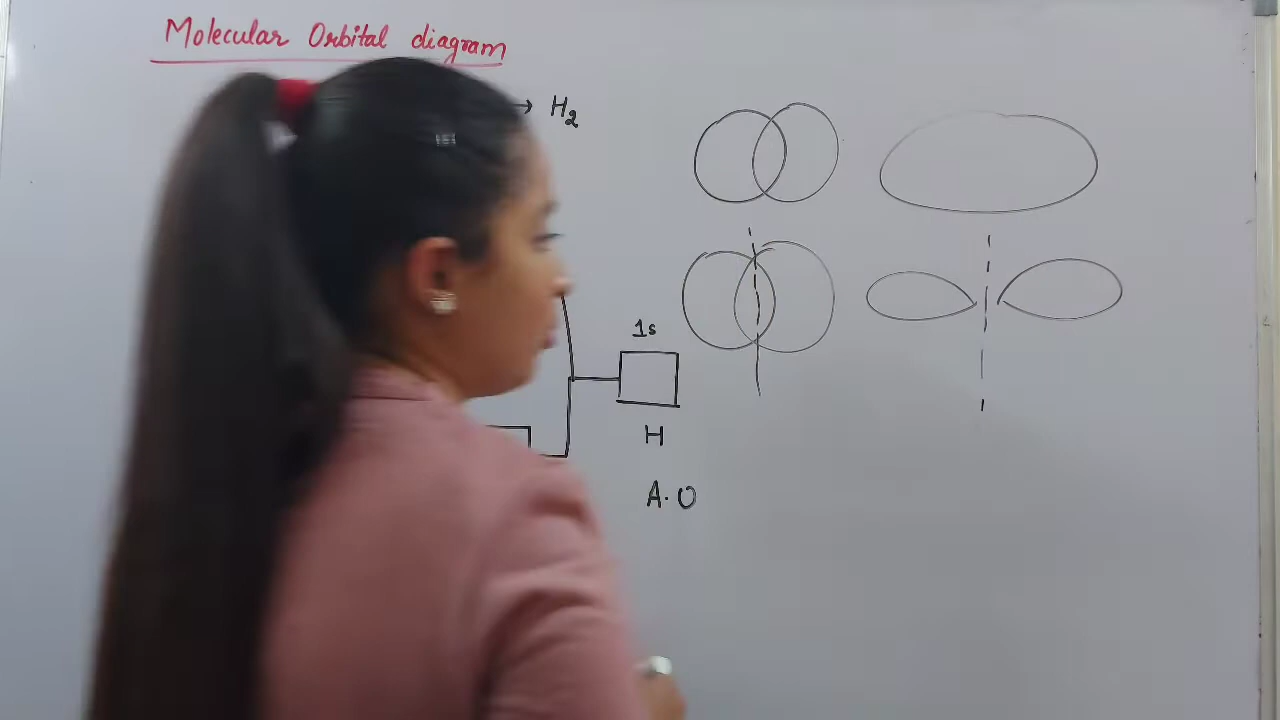 Molecular Orbital diagram
→ H₂
1s
H
A.O